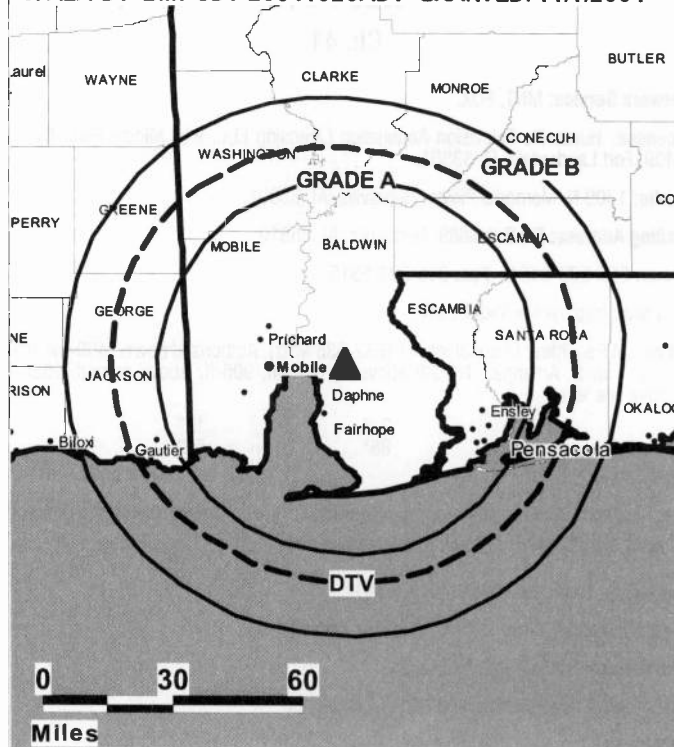 BUTLER
Laurel
WAYNE
CLARKE
MONROE
CONECUH
WASHINGTON
GRADE B
GRADE A
GREENE
PERRY
MOBILE
BALDWIN
ESCAMBIA
GEORGE
ESCAMBIA
SANTA ROSA
Prichard
Mobile
JACKSON
Daphne
Ensley
OKALOO
Fairhope
Biloxi
Gautier
Pensacola
DTV
0 30 60
Miles